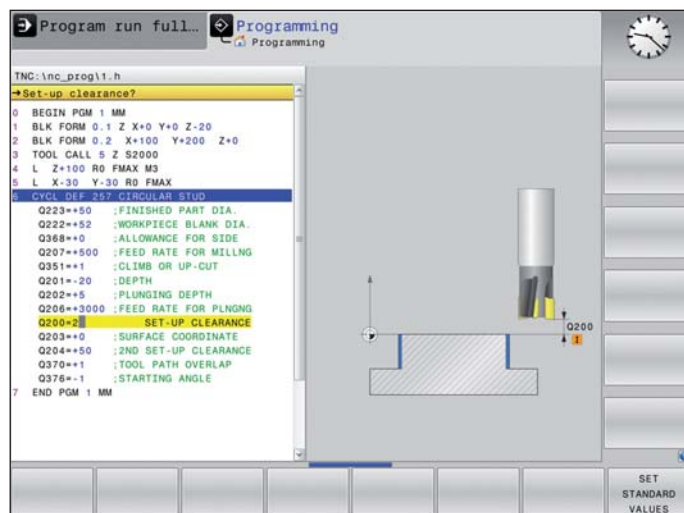 Program run full...
Programming
Programming
TNC:\nc_prog\1.h
→Set-up clearance?
0 BEGIN PGM 1 MM
1 BLK FORM 0.1 Z X+0 Y+0 Z-20
2 BLK FORM 0.2 X+100 Y+200 Z+0
3 TOOL CALL 5 Z S2000
4 L Z+100 R0 FMAX M3
5 L X-30 Y-30 R0 FMAX
6 CYCL DEF 257 CIRCULAR STUD
Q223=+50 ;FINISHED PART DIA.
Q222=+52 ;WORKPIECE BLANK DIA.
Q368=+0 ;ALLOWANCE FOR SIDE
Q207=+500 ;FEED RATE FOR MILLNG
Q351=+1 ;CLIMB OR UP-CUT
Q201=-20 ;DEPTH
Q202=+5 ;PLUNGING DEPTH
Q206=+3000 ;FEED RATE FOR PLNGNG
Q200=2 SET-UP CLEARANCE
Q203=+0 ;SURFACE COORDINATE
Q204=+50 ;2ND SET-UP CLEARANCE
Q370=+1 ;TOOL PATH OVERLAP
Q376=-1 ;STARTING ANGLE
7 END PGM 1 MM
Q200
I
SET
STANDARD
VALUES